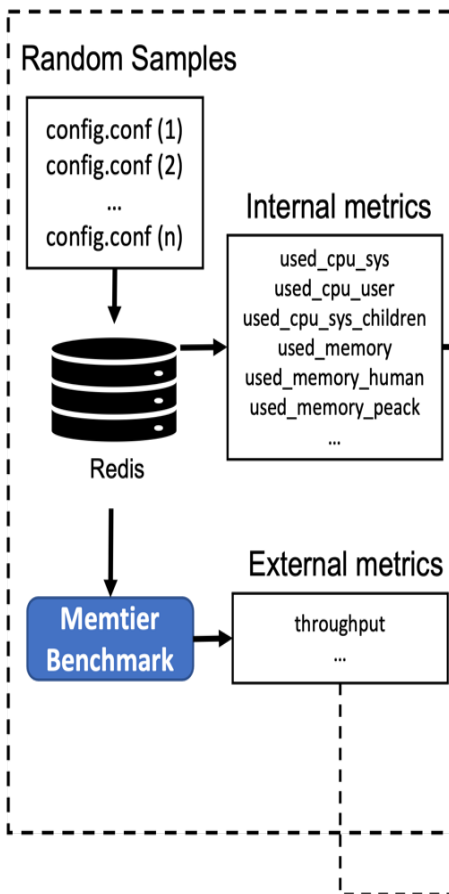 Random Samples
config.conf (1)
config.conf (2)
...
config.conf (n)
Internal metrics
used_cpu_sys
used_cpu_user
used_cpu_sys_children
used_memory
used_memory_human
used_memory_peack
...
Redis
External metrics
Memtier
Benchmark
throughput
...